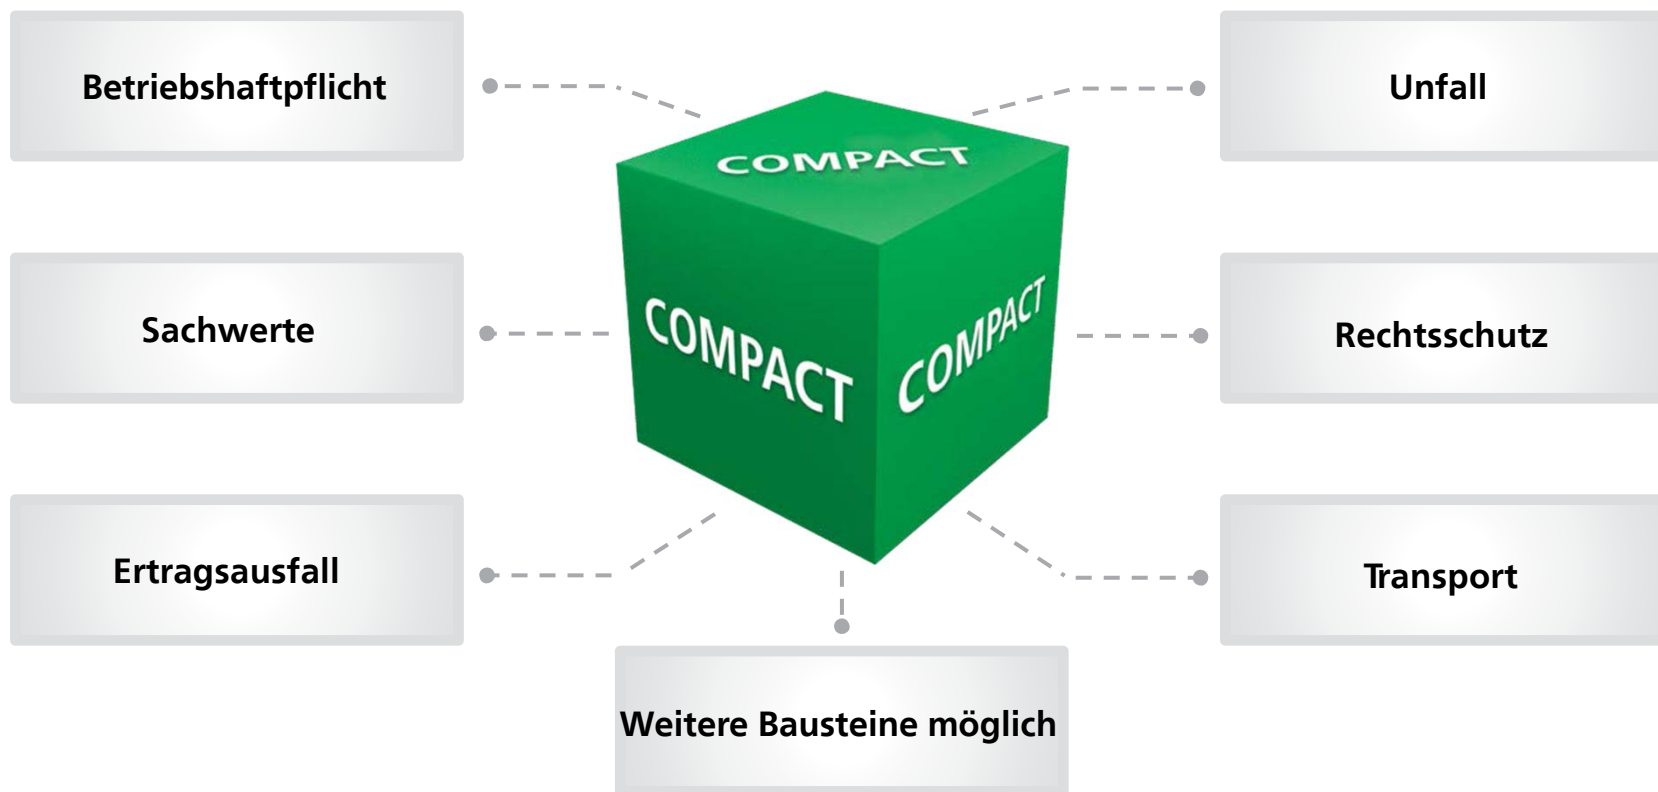 Betriebshaftpflicht
Unfall
COMPACT
Sachwerte
COMPACT
COMPACT
Rechtsschutz
Ertragsausfall
Transport
Weitere Bausteine möglich